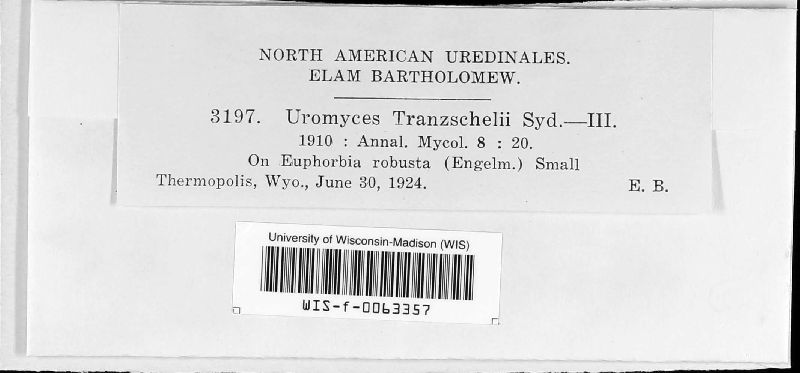 NORTH AMERICAN UREDINALES.
ELAM BARTHOLOMEW.
3197. Uromyces Tranzschelii Syd.—III.
1910 : Annal. Mycol. 8 : 20.
On Euphorbia robusta (Engelm.) Small
Thermopolis, Wyo., June 30, 1924. E. B.
University of Wisconsin-Madison (WIS)
WIS-f-0063357